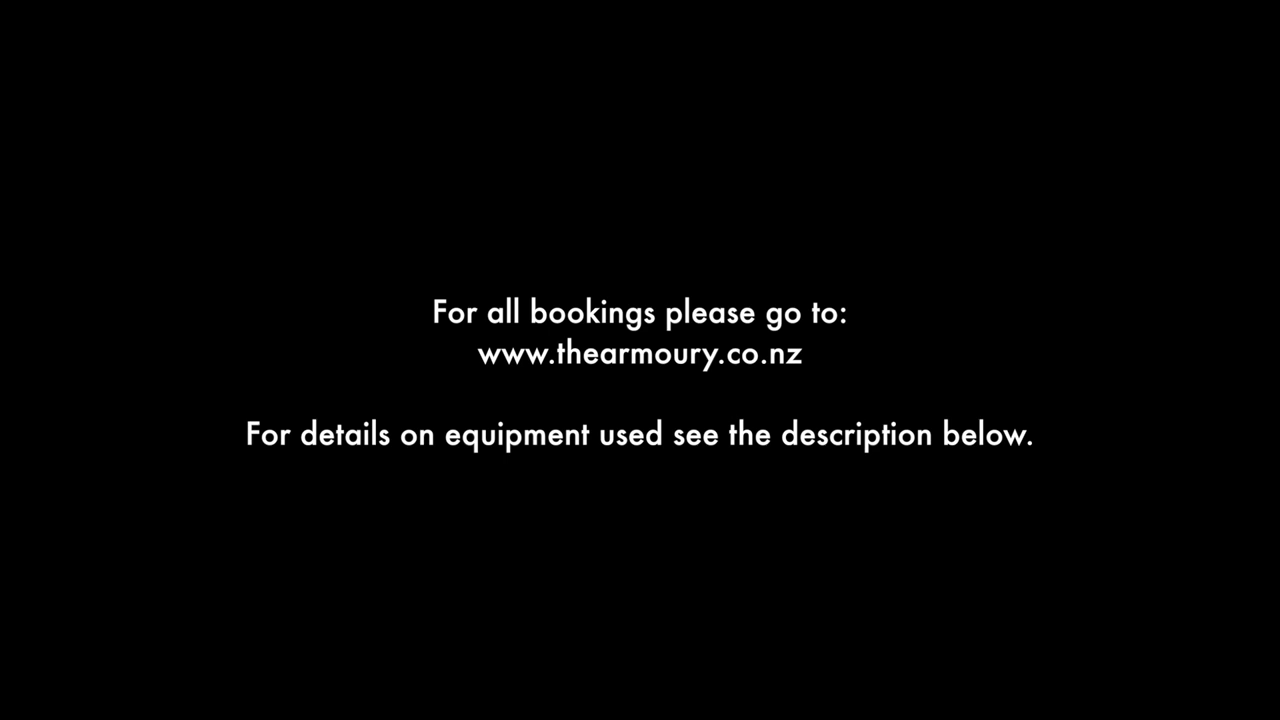 For all bookings please go to:
www.thearmoury.co.nz
For details on equipment used see the description below.